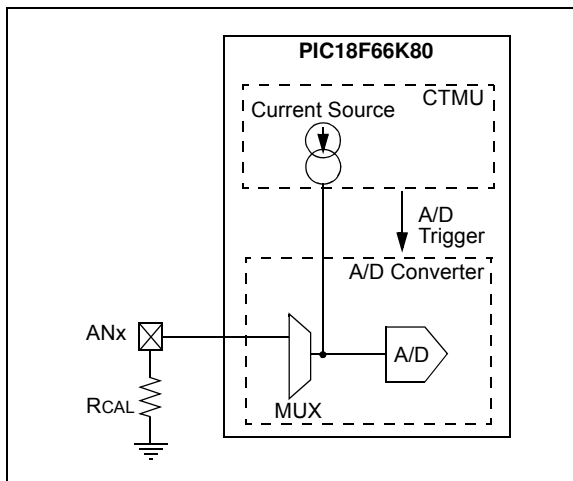 PIC18F66K80
CTMU
Current Source
A/D
Trigger
A/D Converter
ANx
A/D
RCAL
MUX